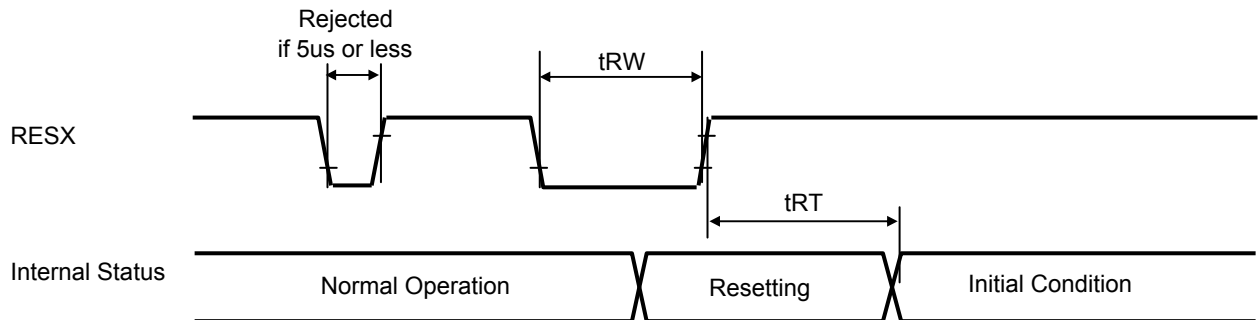 Rejected
if 5us or less
tRW
RESX
tRT
Internal Status
Normal Operation
Resetting
Initial Condition